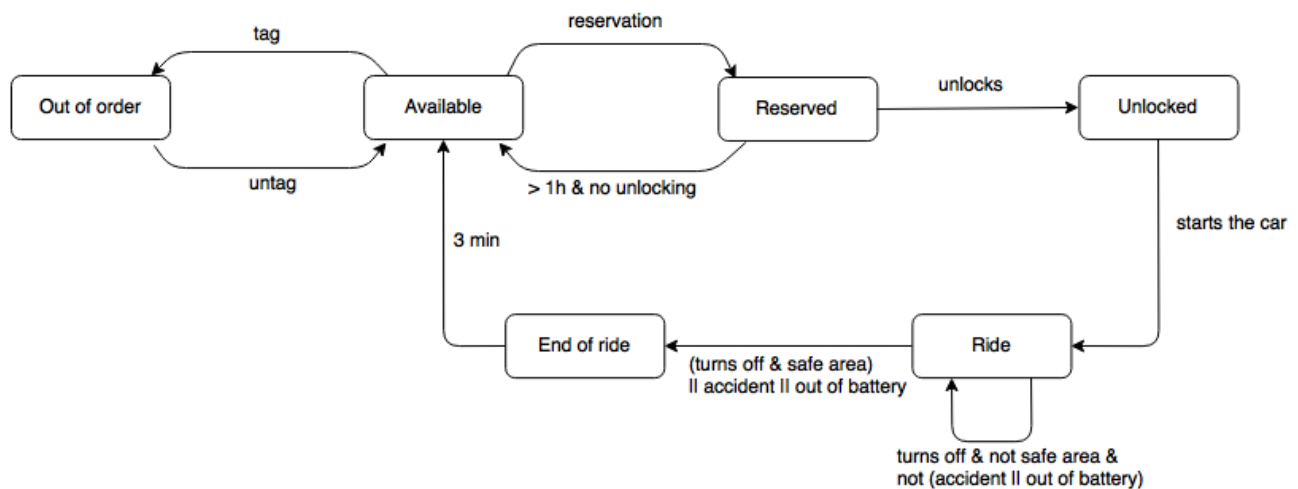 reservation
tag
Out of order
Available
Reserved
unlocks
Unlocked
untag
> 1h & no unlocking
starts the car
3 min
End of ride
Ride
(turns off & safe area)
|| accident || out of battery
turns off & not safe area &
not (accident || out of battery)